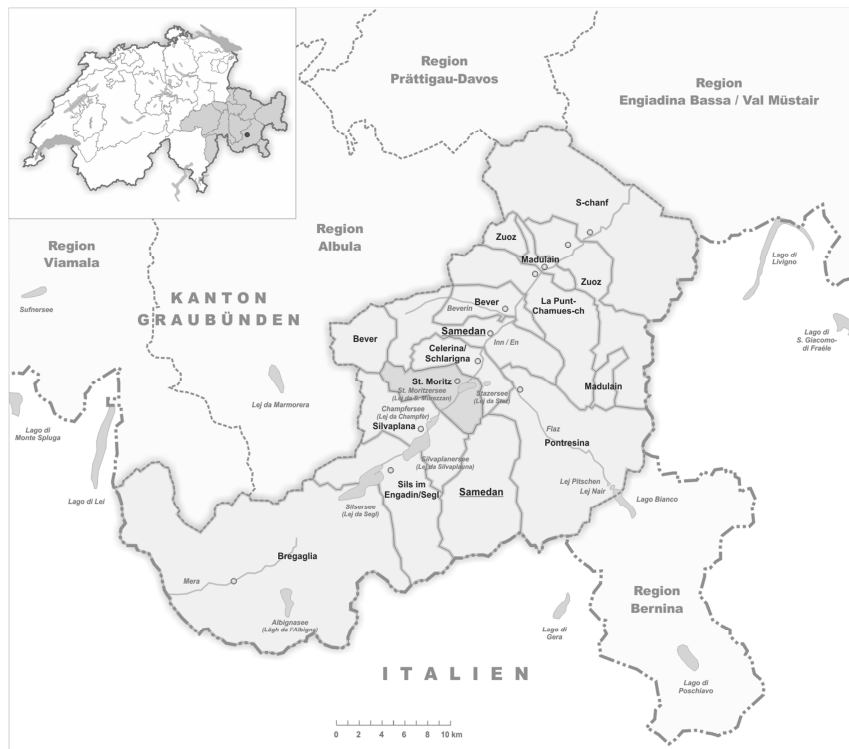 Region
Prättigau-Davos
Region
Engiadina Bassa / Val Müstair
S-chanf
Region
Viamala
Region
Albula
Zuoz
Madulain
Lago di
Livigno
Sufnersee
KANTON
GRAUBÜNDEN
Zuoz
Bever
Beverin
La Punt-
Chamues-ch
Samedan
Inn / En
Lago di
S. Giacomo-
di Fraéle
Bever
Celerina/
Schlarigna
St. Moritz
St. Moritzersee
(Lej da S. Murezzan)
Stazersee
(Lej da Staz)
Madulain
Lej da Marmorera
Champfersee
(Lej da Champfèr)
Silvaplana
Lago di
Monte Spluga
Flaz
Pontresina
Silvaplanersee
(Lej da Silvaplauna)
Lago di Lei
Sils im
Engadin/Segl
Samedan
Lej Pitschen
Lej Nair
Lago Bianco
Silsersee
(Lej da Segl)
Bregaglia
Mera
Albignasee
(Lägh da l'Albigna)
Region
Bernina
Lago di
Gera
ITALIEN
Lago di
Poschiavo
0 2 4 6 8 10 km